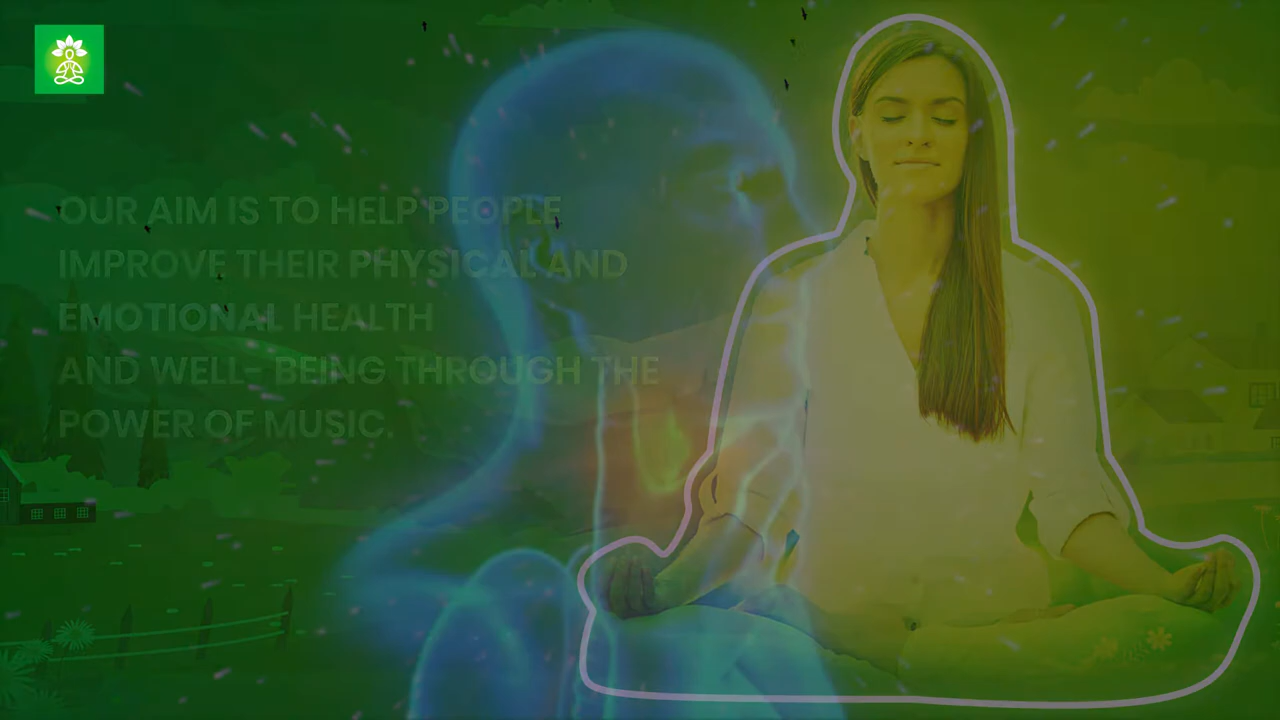 OUR AIM IS TO HELP PEOPLE
IMPROVE THEIR PHYSICAL AND
EMOTIONAL HEALTH
AND WELL- BEING THROUGH THE
POWER OF MUSIC.